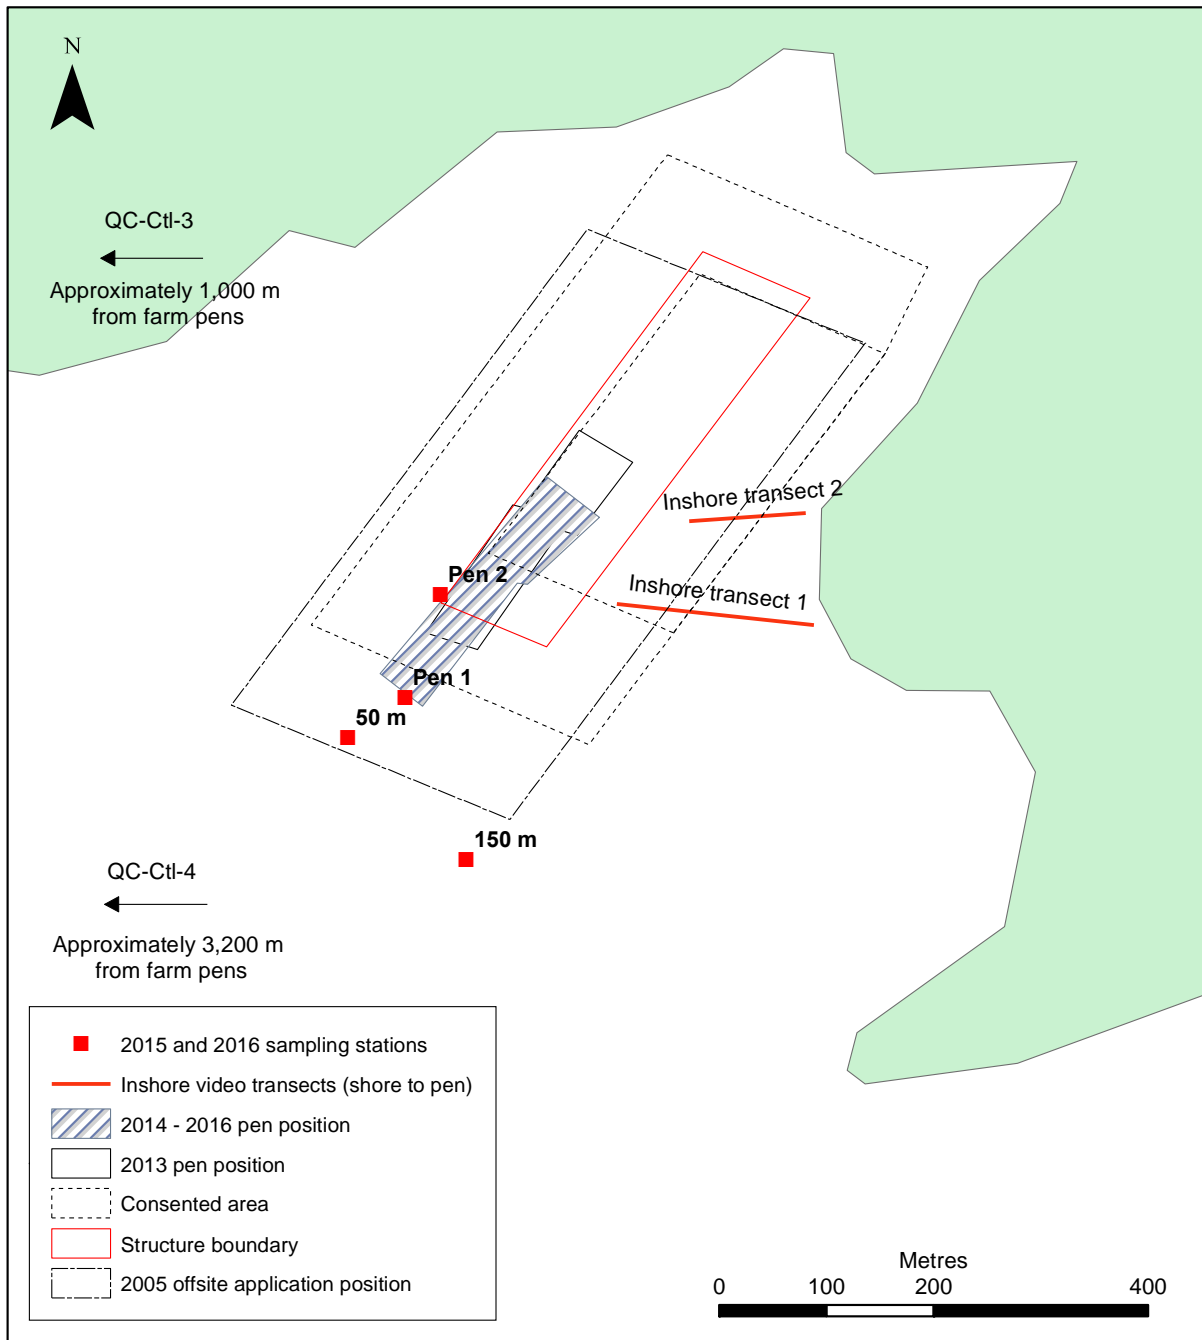 N
QC-Ctl-3
Approximately 1,000 m
from farm pens
Inshore transect 2
Pen 2
Inshore transect 1
Pen 1
50 m
150 m
QC-Ctl-4
Approximately 3,200 m
from farm pens
2015 and 2016 sampling stations
Inshore video transects (shore to pen)
2014 - 2016 pen position
2013 pen position
Consented area
Structure boundary
2005 offsite application position
Metres
0 100 200 400